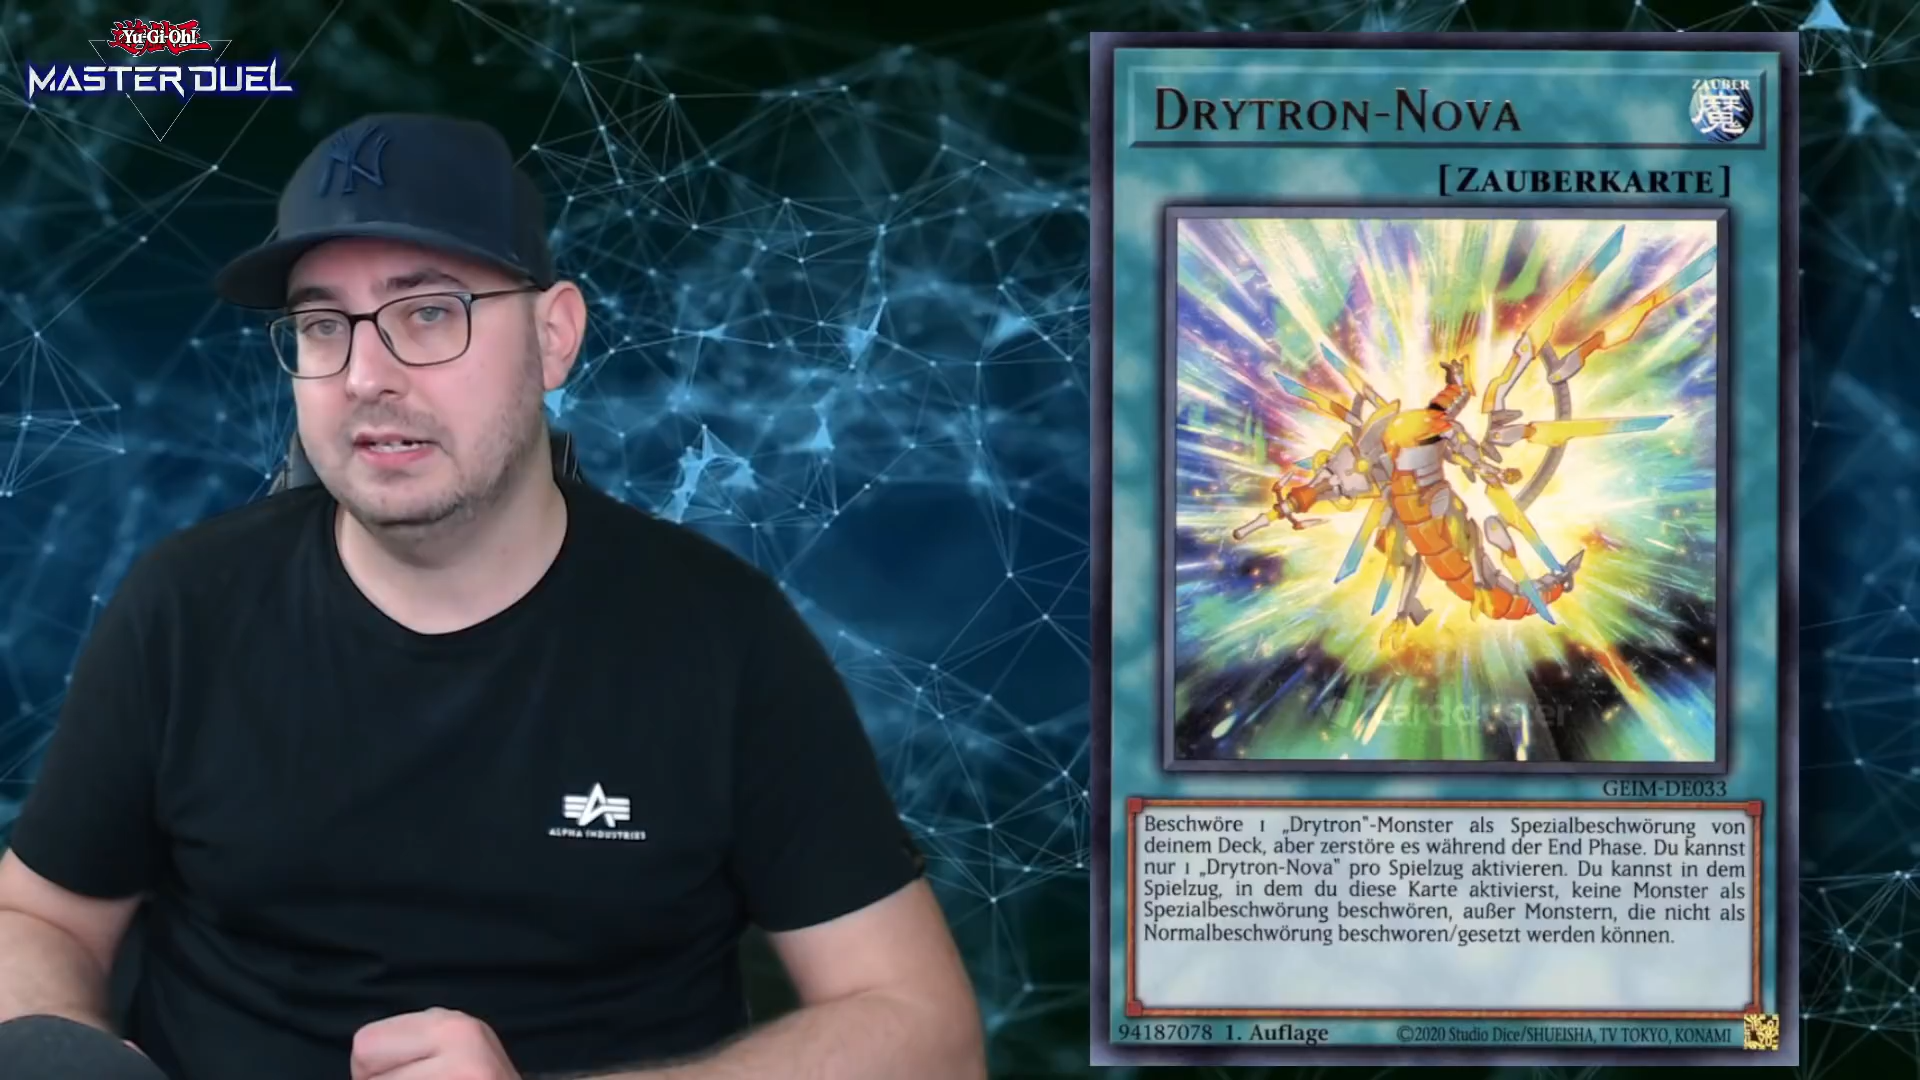 Yu-Gi-Oh!
MASTER DUEL
NY
ALPHA INDUSTRIES
DRYTRON-NOVA
ZAUBER
魔
[ZAUBERKARTE]
cardcluster
GEIM-DE033
Beschwöre 1 „Drytron"-Monster als Spezialbeschwörung von
deinem Deck, aber zerstöre es während der End Phase. Du kannst
nur 1 „Drytron-Nova" pro Spielzug aktivieren. Du kannst in dem
Spielzug, in dem du diese Karte aktivierst, keine Monster als
Spezialbeschwörung beschwören, außer Monstern, die nicht als
Normalbeschwörung beschworen/gesetzt werden können.
94187078 1. Auflage
©2020 Studio Dice/SHUEISHA, TV TOKYO, KONAMI